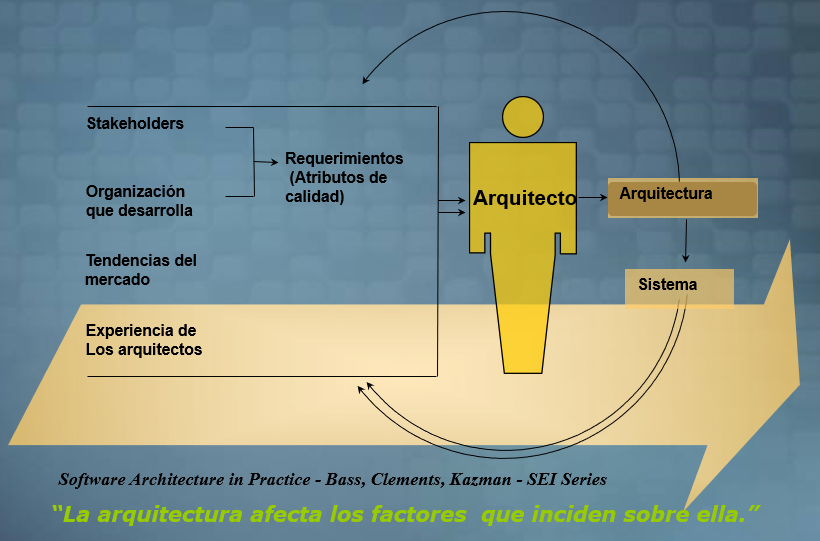 Stakeholders
Requerimientos
(Atributos de
calidad)
Organización
que desarrolla
Arquitecto
Arquitectura
Tendencias del
mercado
Sistema
Experiencia de
Los arquitectos
Software Architecture in Practice - Bass, Clements, Kazman - SEI Series
“La arquitectura afecta los factores que inciden sobre ella.”